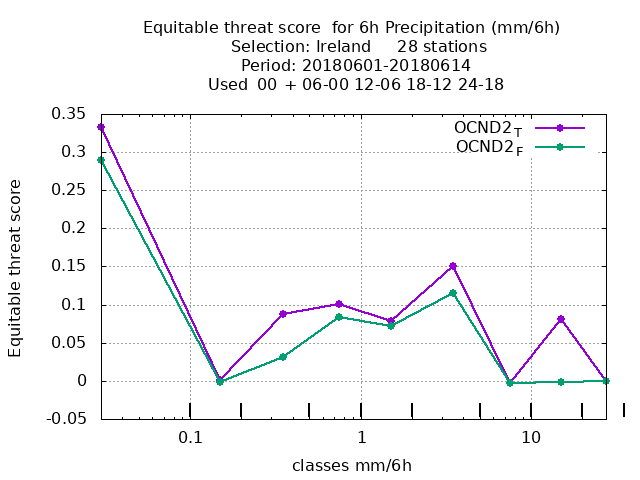 Equitable threat score  for 6h Precipitation (mm/6h)
Selection: Ireland     28 stations
Period: 20180601-20180614
Used  00  + 06-00 12-06 18-12 24-18
OCND2T
OCND2F
Equitable threat score
0.35
0.3
0.25
0.2
0.15
0.1
0.05
0
-0.05
0.1 1 10
classes mm/6h